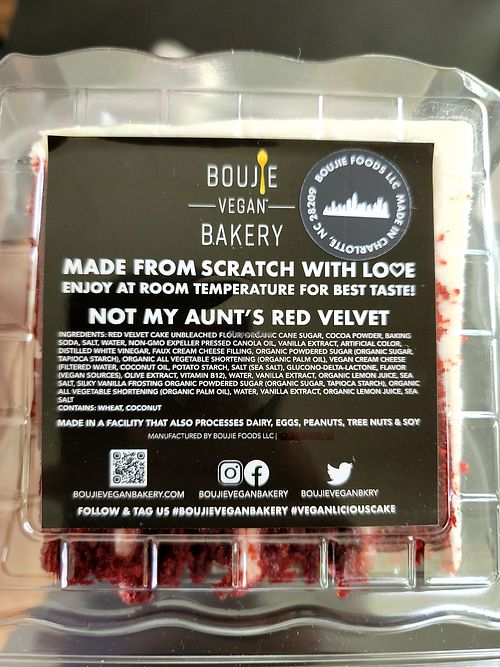 BOUJIE
VEGAN
BAKERY
BOUJIE FOODS LLC MADE IN CHARLOTTE, NC 28209
MADE FROM SCRATCH WITH LO♡E
ENJOY AT ROOM TEMPERATURE FOR BEST TASTE!
NOT MY AUNT'S RED VELVET
INGREDIENTS: RED VELVET CAKE UNBLEACHED FLOUR, ORGANIC CANE SUGAR, COCOA POWDER, BAKING
SODA, SALT, WATER, NON-GMO EXPELLER PRESSED CANOLA OIL, VANILLA EXTRACT, ARTIFICIAL COLOR,
DISTILLED WHITE VINEGAR, FAUX CREME CHEESE FILLING, ORGANIC POWDERED SUGAR (ORGANIC SUGAR,
TAPIOCA STARCH), ORGANIC ALL VEGETABLE SHORTENING (ORGANIC PALM OIL), VEGAN CREAM CHEESE
(FILTERED WATER, COCONUT OIL, POTATO STARCH, SALT (SEA SALT), GLUCONO-DELTA-LACTONE, FLAVOR
(VEGAN SOURCES), OLIVE EXTRACT, VITAMIN B12), WATER, VANILLA EXTRACT, ORGANIC LEMON JUICE, SEA
SALT, SILKY VANILLA FROSTING ORGANIC POWDERED SUGAR (ORGANIC SUGAR, TAPIOCA STARCH), ORGANIC
ALL VEGETABLE SHORTENING (ORGANIC PALM OIL), WATER, VANILLA EXTRACT, ORGANIC LEMON JUICE, SEA
SALT
CONTAINS: WHEAT, COCONUT
MADE IN A FACILITY THAT ALSO PROCESSES DAIRY, EGGS, PEANUTS, TREE NUTS & SOY
MANUFACTURED BY BOUJIE FOODS LLC |
BOUJIEVEGANBAKERY.COM BOUJIEVEGANBAKERY BOUJIEVEGANBKRY
FOLLOW & TAG US #BOUJIEVEGANBAKERY #VEGANLICIOUSCAKE